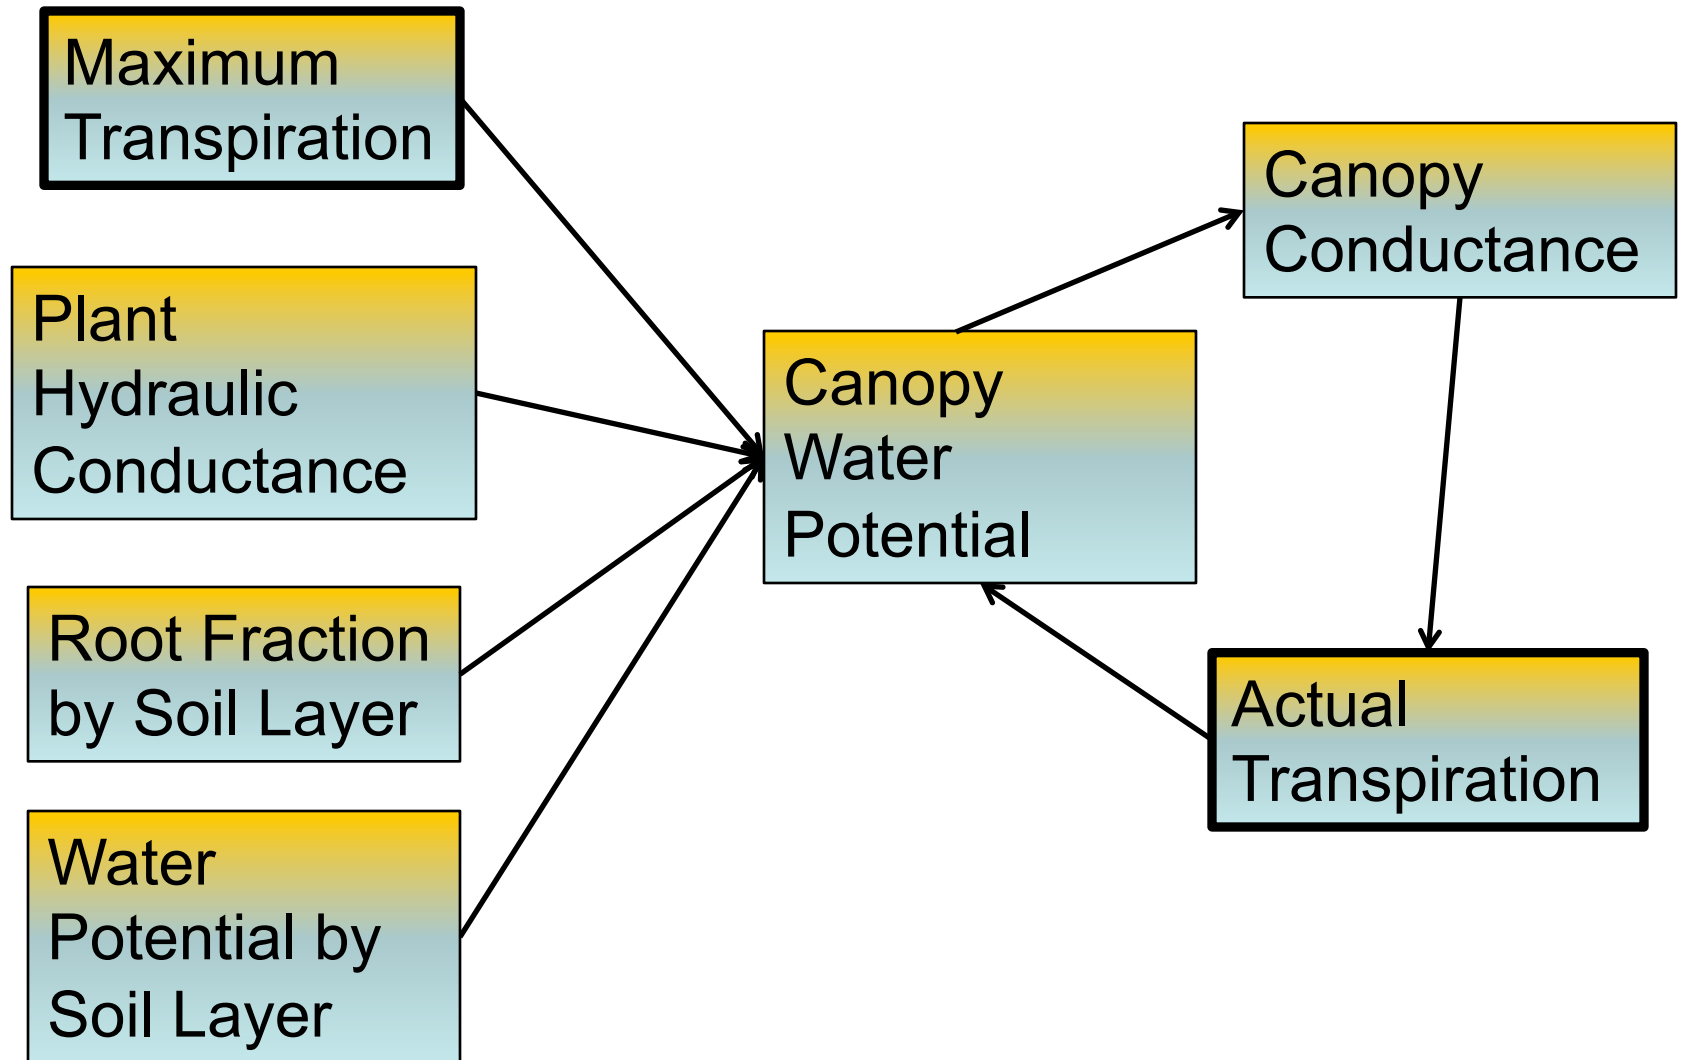 Maximum
Transpiration
Plant
Hydraulic
Conductance
Root Fraction
by Soil Layer
Water
Potential by
Soil Layer
Canopy
Water
Potential
Canopy
Conductance
Actual
Transpiration